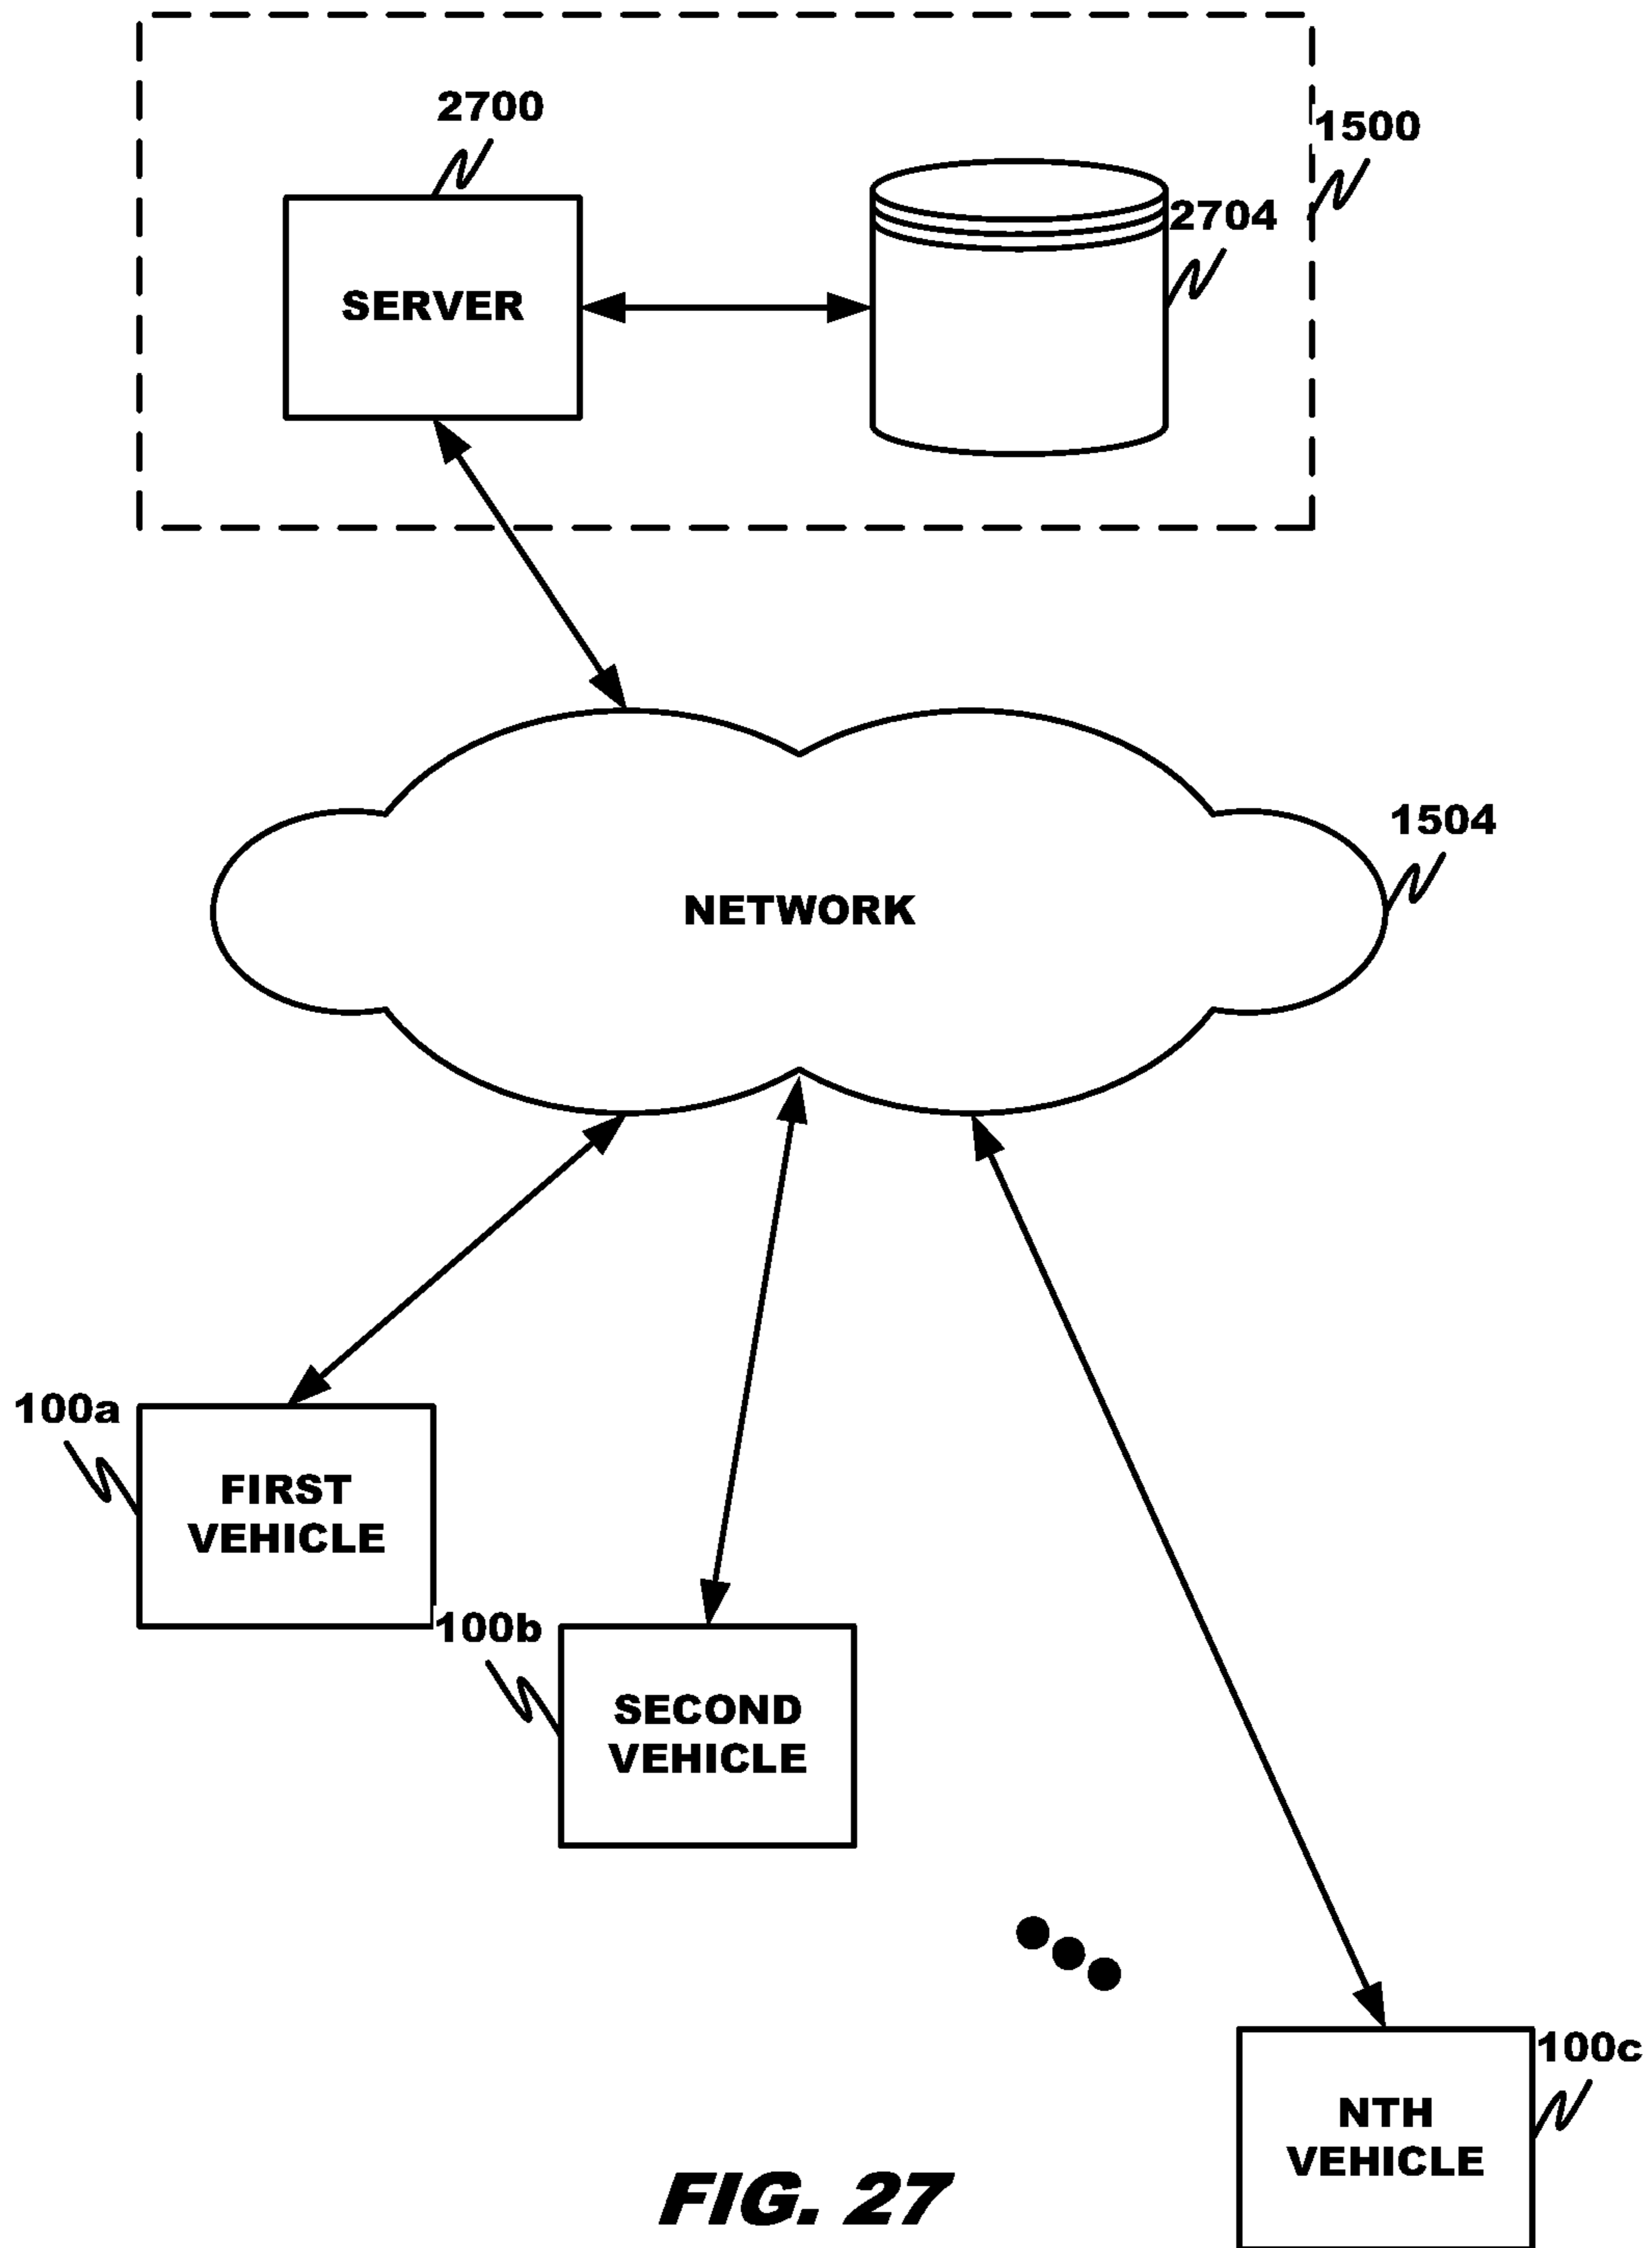 2700
1500
2704
SERVER
1504
NETWORK
100a
FIRST
VEHICLE
100b
SECOND
VEHICLE
100c
NTH
VEHICLE
FIG. 27